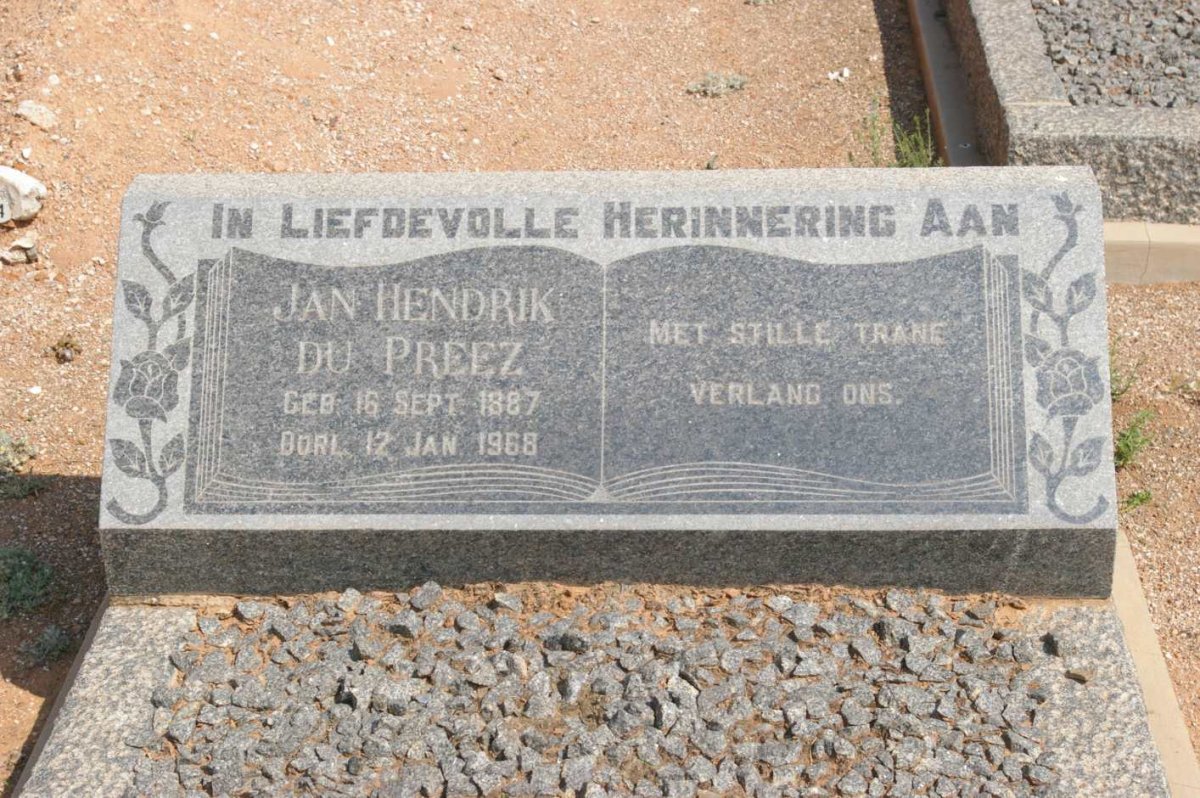 In Liefdevolle Herinnering Aan
Jan Hendrik
du Preez
Geb. 16 Sept. 1887
Oorl. 12 Jan 1968
Met stille trane
verlang ons.